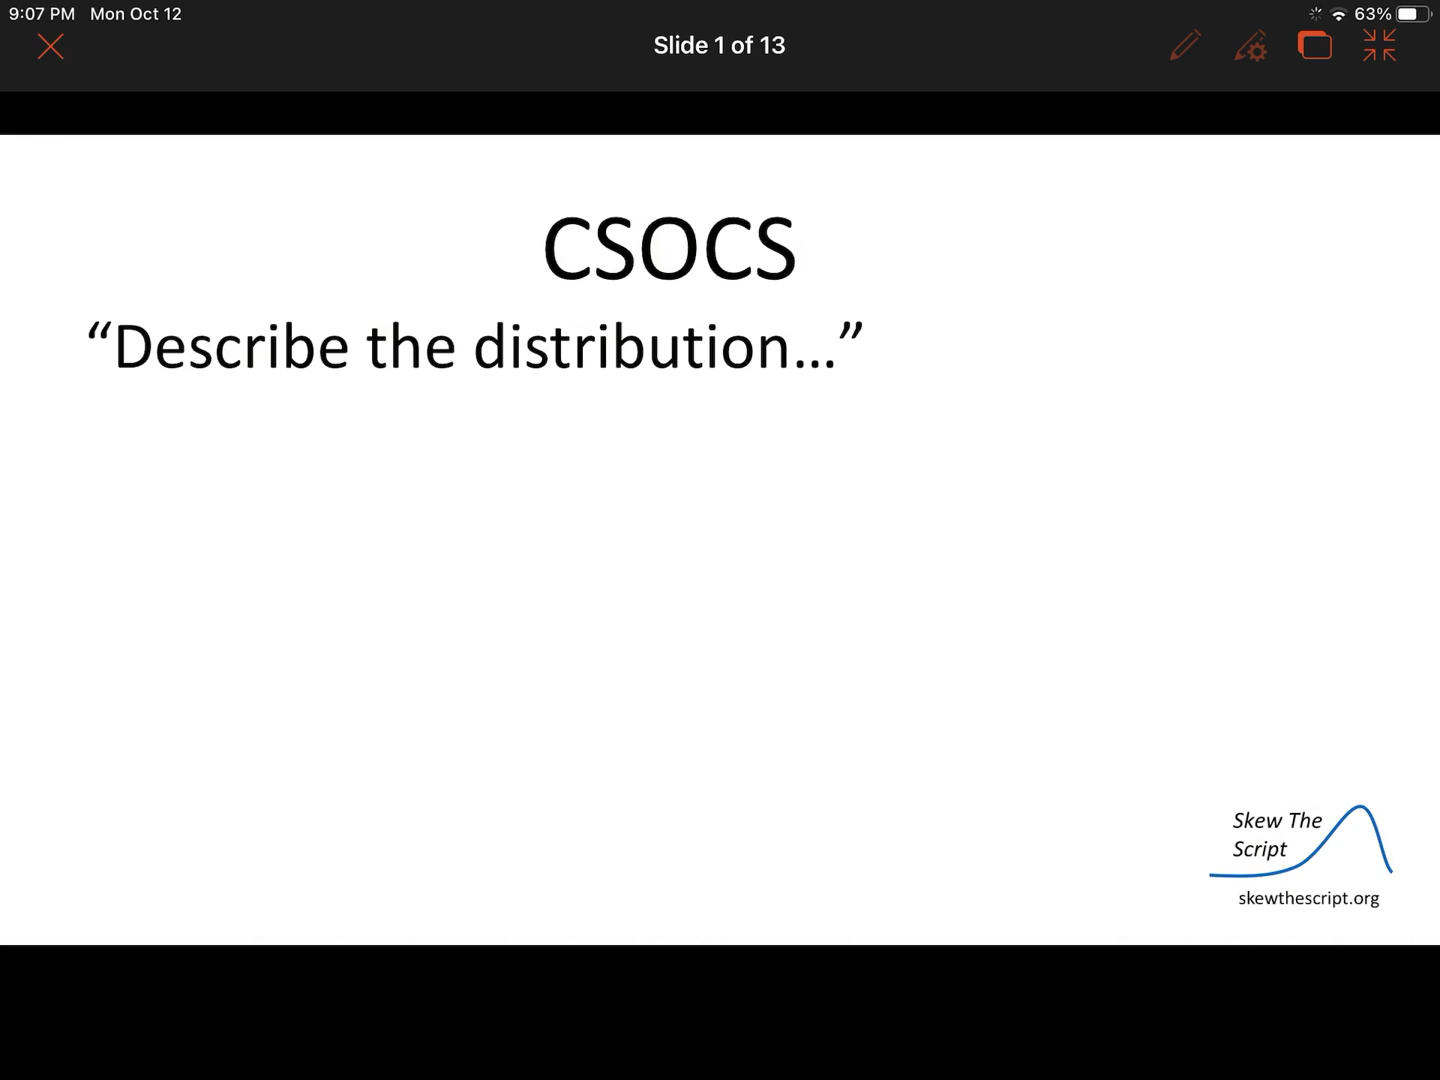 9:07 PM Mon Oct 12
63%
Slide 1 of 13
CSOCS
“Describe the distribution...”
Skew The
Script
skewthescript.org